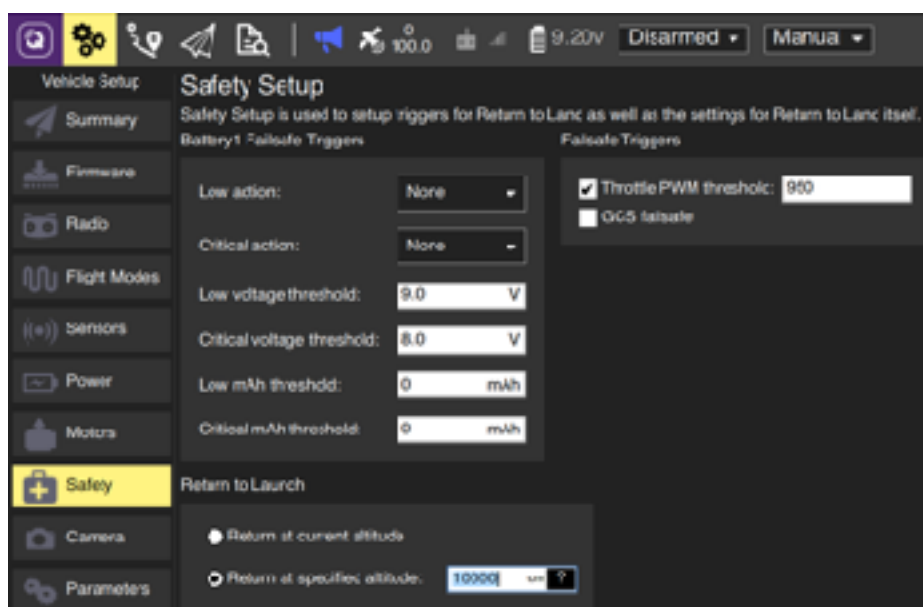 0
100.0
9.20V
Disarmed
Manua
Vehicle Setup
Safety Setup
Safety Setup is used to setup triggers for Return to Land as well as the settings for Return to Land itself.
Summary
Firmware
Radio
Flight Modes
Sensors
Power
Motors
Safety
Camera
Parameters
Battery1 Failsafe Triggers
Low action: None
Critical action: None
Low voltage threshold: 9.0 V
Critical voltage threshold: 8.0 V
Low mAh threshold: 0 mAh
Critical mAh threshold: 0 mAh
Failsafe Triggers
Throttle PWM threshold: 950
GCS failsafe
Return to Launch
Return at current altitude
Return at specified altitude: 10000 cm ?